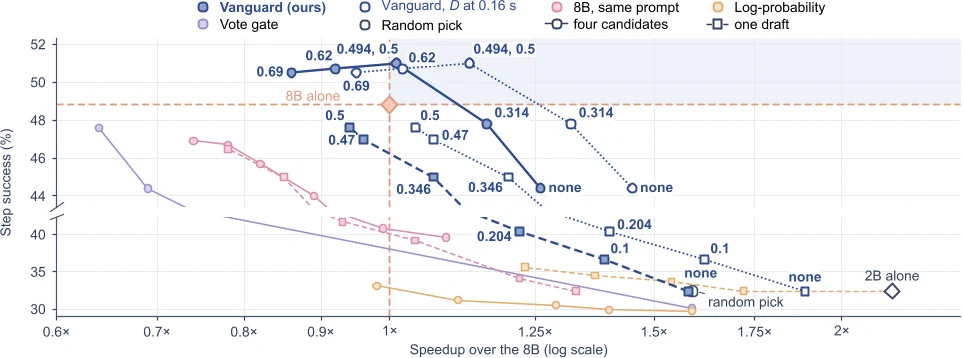 Vanguard (ours) Vanguard, D at 0.16 s 8B, same prompt Log-probability
Vote gate Random pick four candidates one draft
52
50
48
46
44
40
35
30
Step success (%)
0.69 0.62 0.494, 0.5 0.62 0.494, 0.5
0.69
8B alone
0.5 0.5 0.314 0.314
0.47 0.47
0.346 0.346 none none
0.204 0.204
0.1 0.1
none none 2B alone
random pick
0.6× 0.7× 0.8× 0.9× 1× 1.25× 1.5× 1.75× 2×
Speedup over the 8B (log scale)